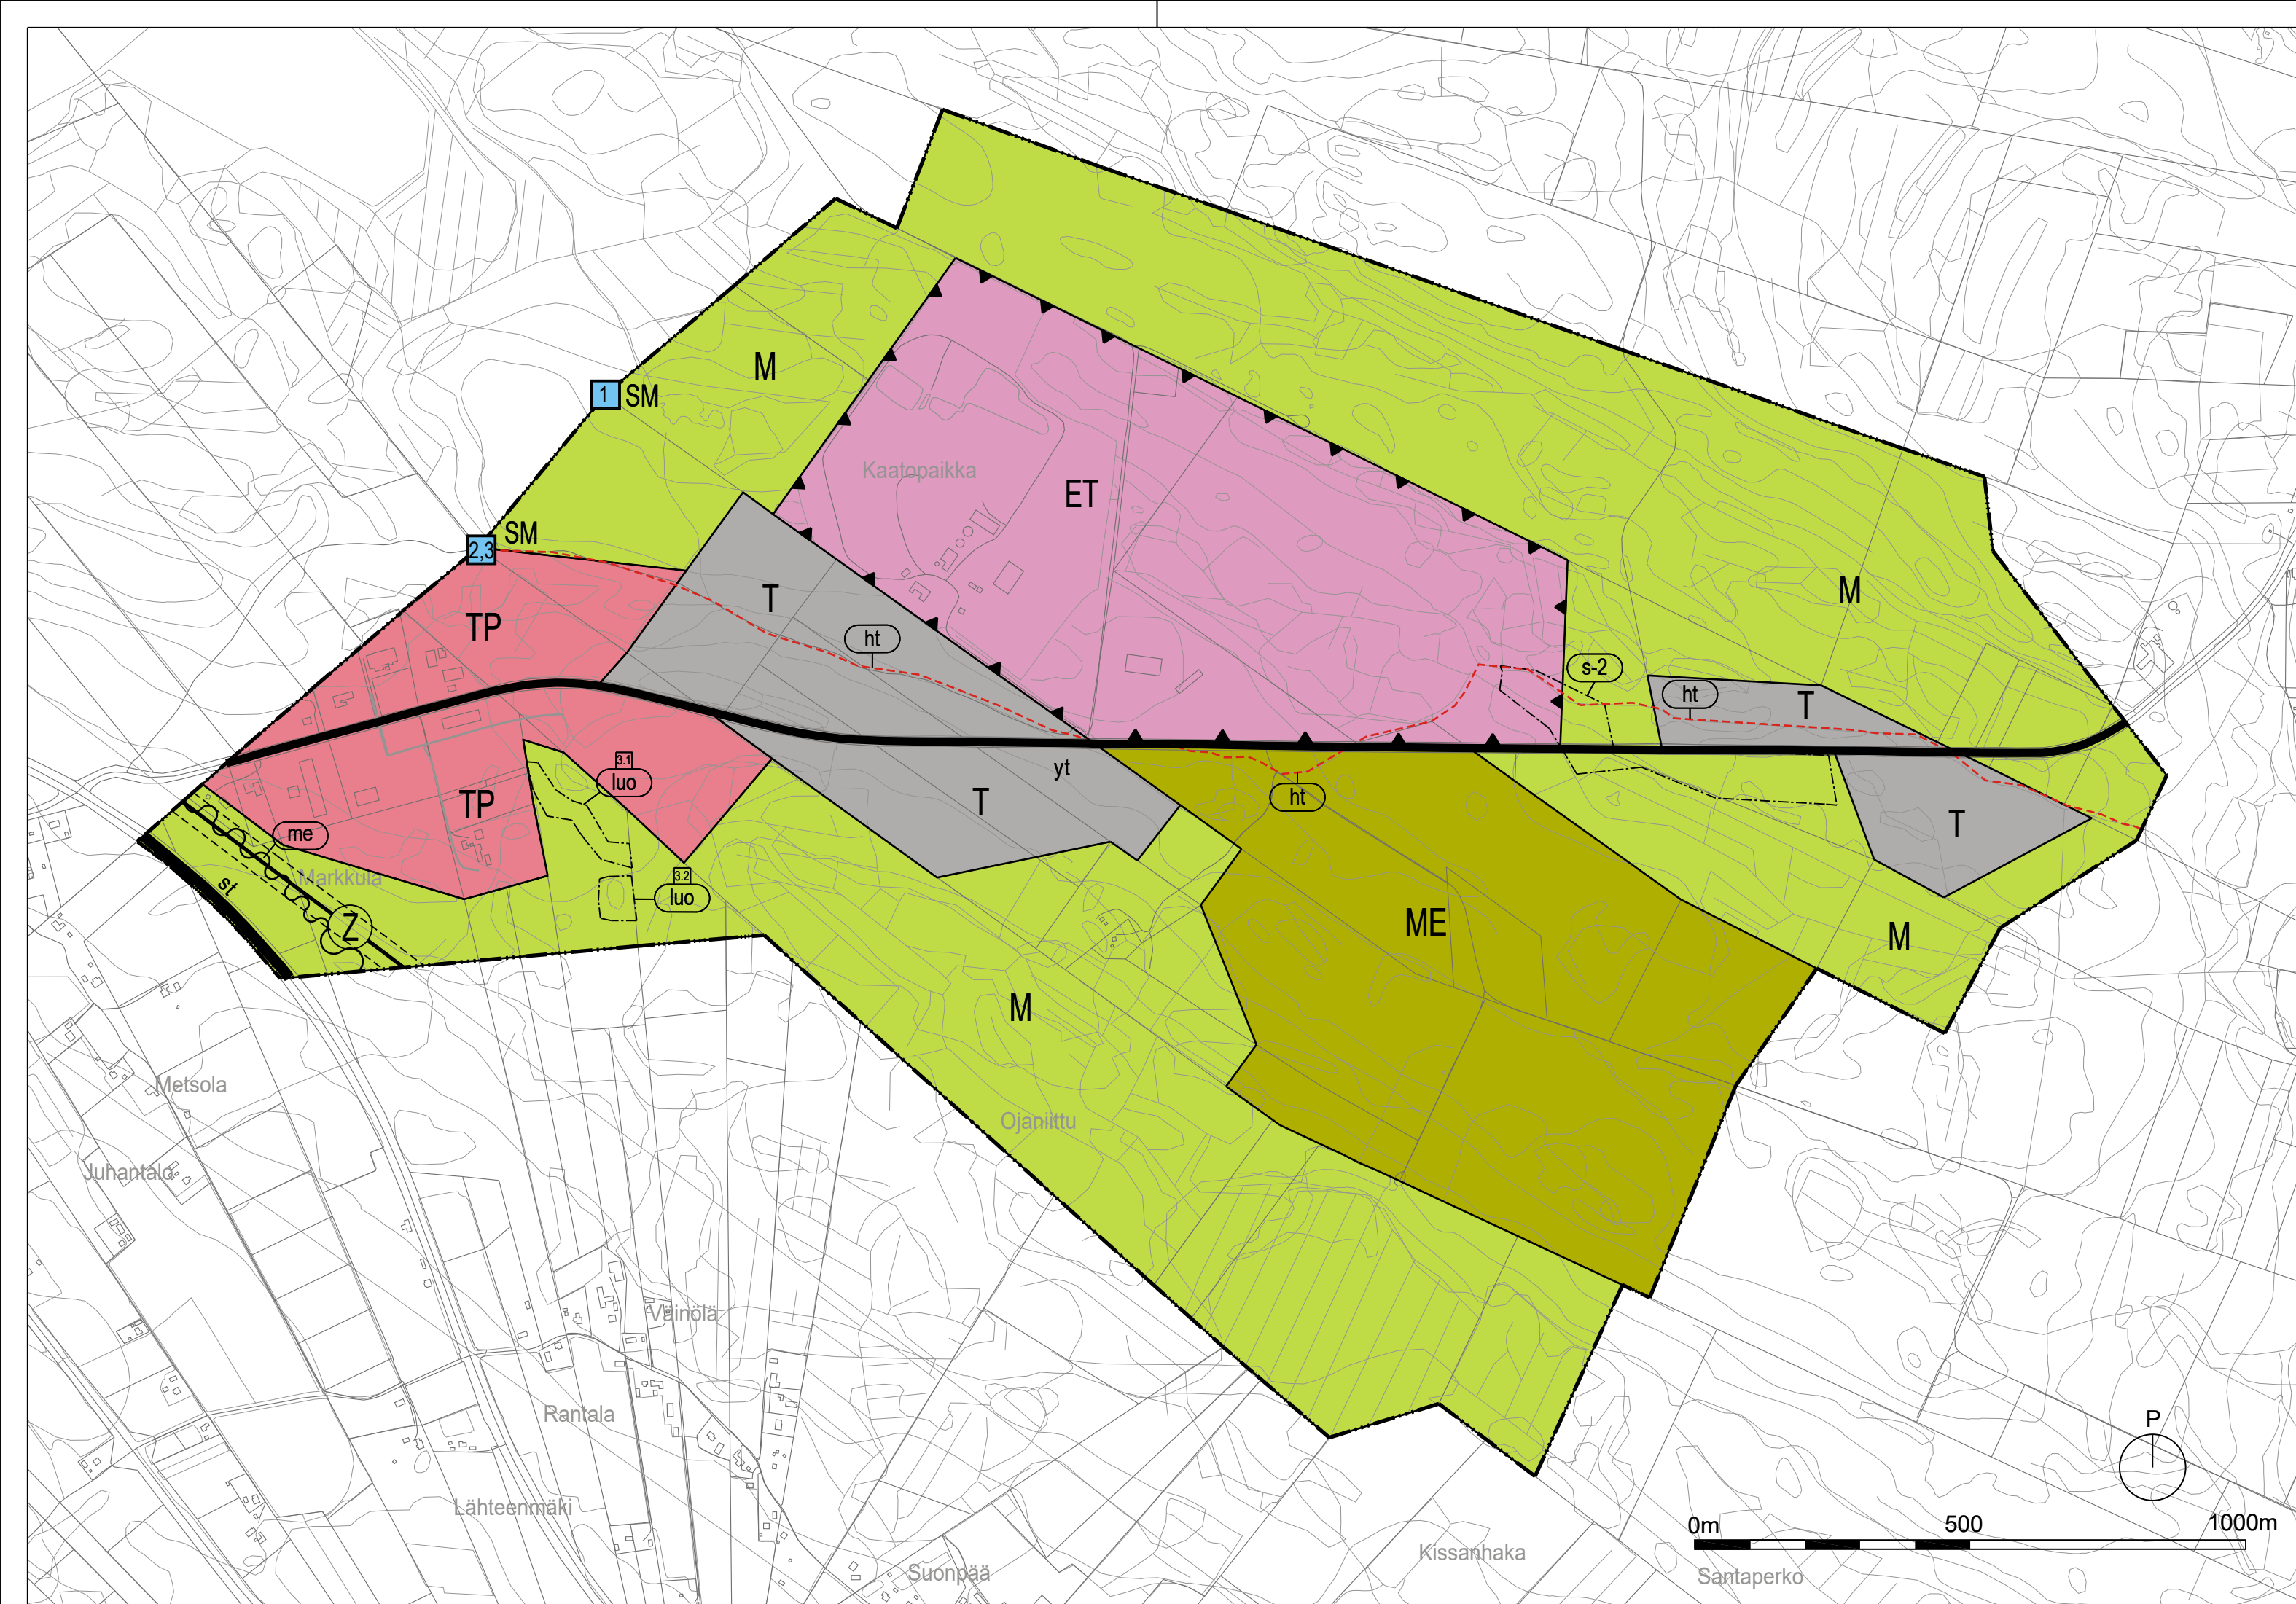 M
1
SM
Kaatopaikka
ET
SM
2,3
M
T
TP
ht
s-2
ht
T
3.1
luo
yt
TP
T
ht
T
me
Markkula
3.2
luo
st
Z
ME
M
M
Metsola
Ojaniittu
Juhantalo
Väinölä
Rantala
P
Lähteenmäki
0m
500
1000m
Kissanhaka
Suonpää
Santaperko